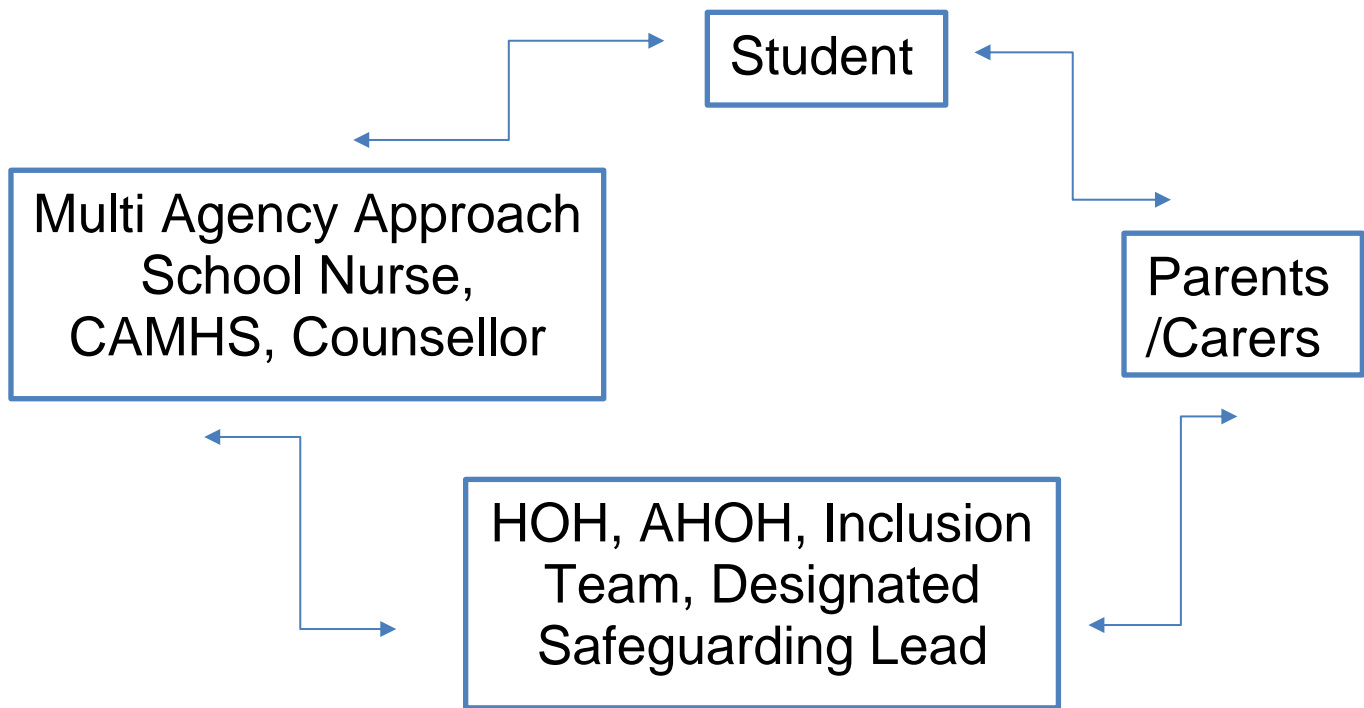 Student
Multi Agency Approach
School Nurse,
CAMHS, Counsellor
Parents
/Carers
HOH, AHOH, Inclusion
Team, Designated
Safeguarding Lead